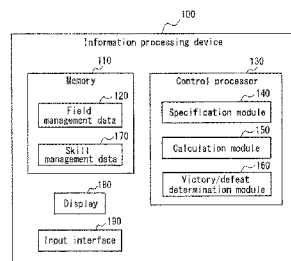 100
Information processing device
110
Memory
120
Field
management data
170
Skill
management data
180
Display
190
Input interface
130
Control processor
140
Specification module
150
Calculation module
160
Victory/defeat
determination module